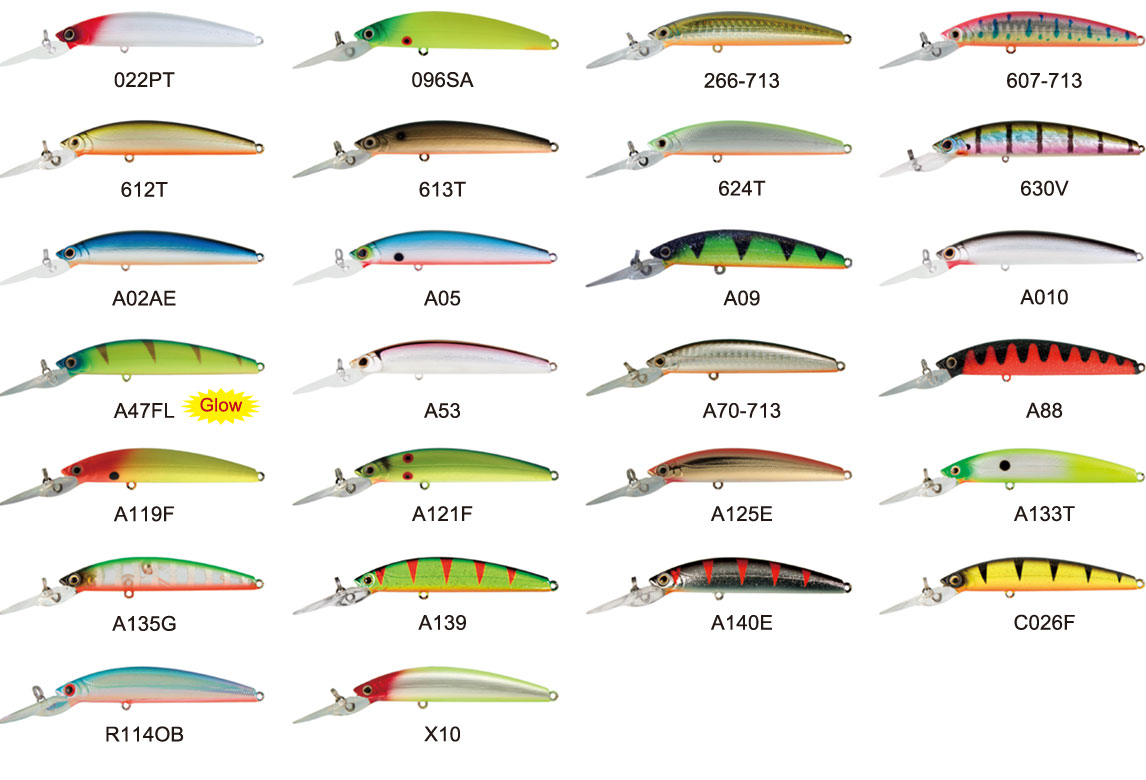 022PT
096SA
266-713
607-713
612T
613T
624T
630V
A02AE
A05
A09
A010
A47FL
Glow
A53
A70-713
A88
A119F
A121F
A125E
A133T
A135G
A139
A140E
C026F
R114OB
X10